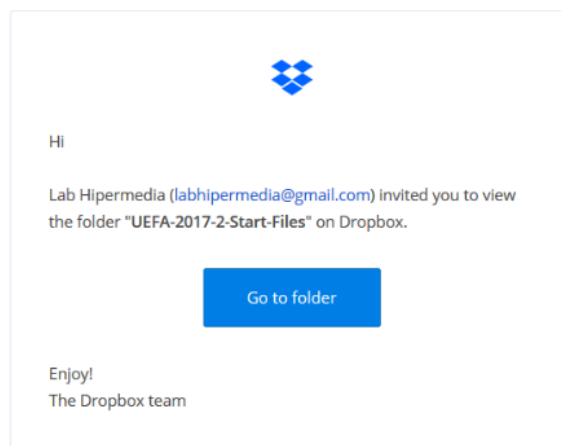 Hi
Lab Hipermedia (labhipermedia@gmail.com) invited you to view
the folder "UEFA-2017-2-Start-Files" on Dropbox.
Go to folder
Enjoy!
The Dropbox team